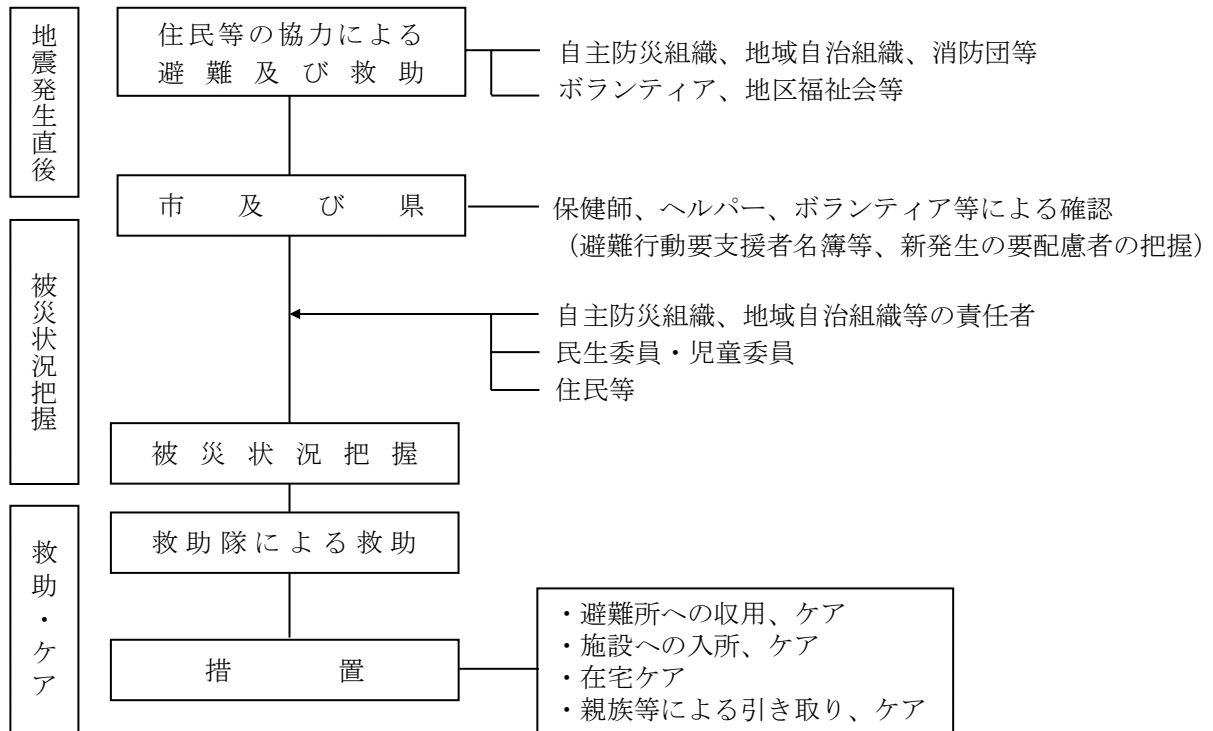 地震発生直後
住民等の協力による
避難及び救助
自主防災組織、地域自治組織、消防団等
ボランティア、地区福祉会等
市及び県
保健師、ヘルパー、ボランティア等による確認
（避難行動要支援者名簿等、新発生の要配慮者の把握）
被災状況把握
自主防災組織、地域自治組織等の責任者
民生委員・児童委員
住民等
被災状況把握
救助・ケア
救助隊による救助
措置
・避難所への収用、ケア
・施設への入所、ケア
・在宅ケア
・親族等による引き取り、ケア